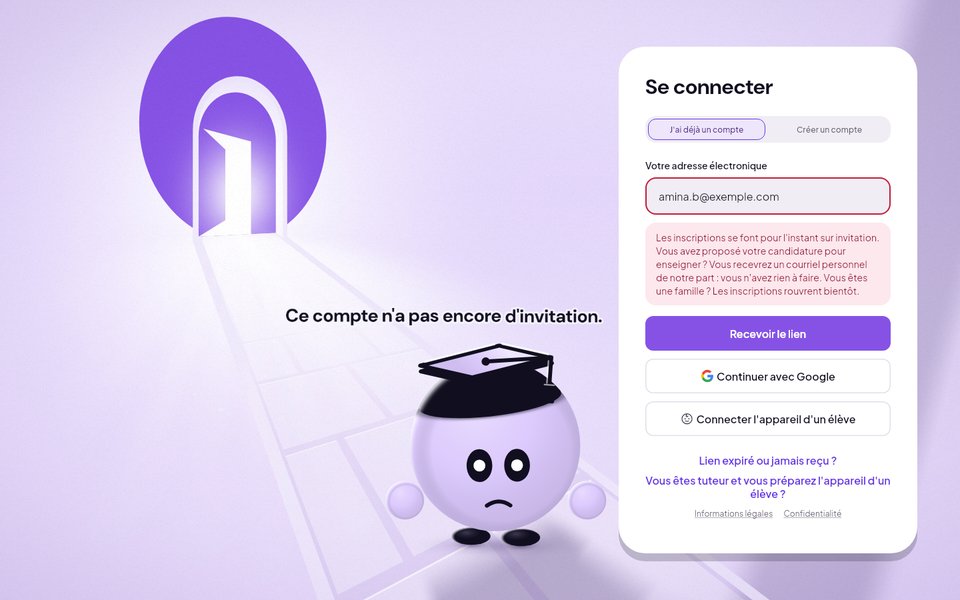 Se connecter
J'ai déjà un compte
Créer un compte
Votre adresse électronique
amina.b@exemple.com
Les inscriptions se font pour l'instant sur invitation.
Vous avez proposé votre candidature pour
enseigner ? Vous recevrez un courriel personnel
de notre part : vous n'avez rien à faire. Vous êtes
une famille ? Les inscriptions rouvrent bientôt.
Ce compte n'a pas encore d'invitation.
Recevoir le lien
Continuer avec Google
Connecter l'appareil d'un élève
Lien expiré ou jamais reçu ?
Vous êtes tuteur et vous préparez l'appareil d'un
élève ?
Informations légales
Confidentialité